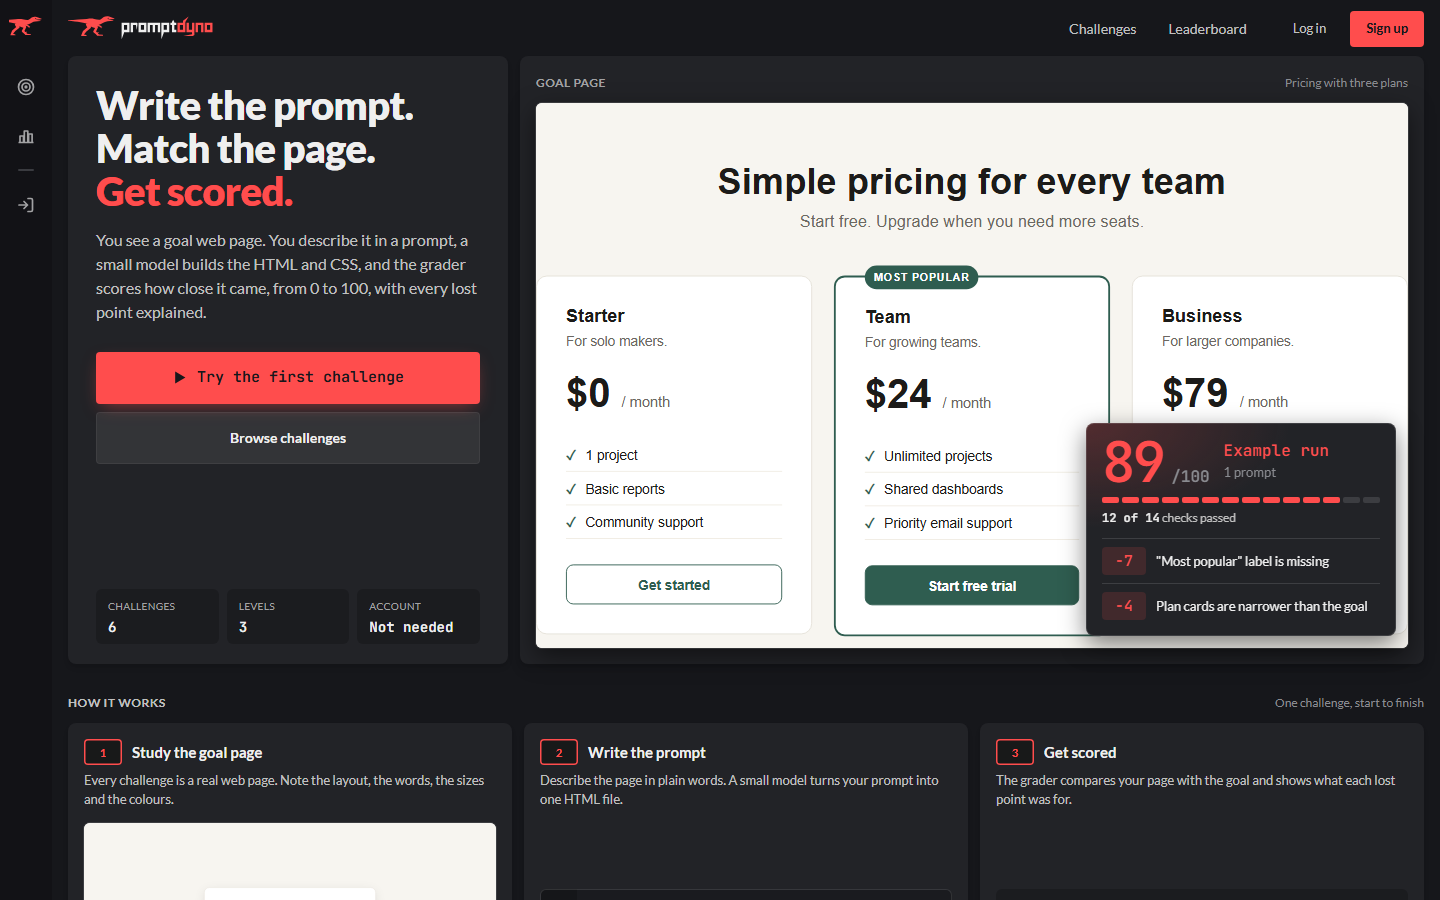 promptdyno
Challenges
Leaderboard
Log in
Sign up
Write the prompt.
Match the page.
Get scored.
You see a goal web page. You describe it in a prompt, a
small model builds the HTML and CSS, and the grader
scores how close it came, from 0 to 100, with every lost
point explained.
Try the first challenge
Browse challenges
CHALLENGES
6
LEVELS
3
ACCOUNT
Not needed
GOAL PAGE
Pricing with three plans
Simple pricing for every team
Start free. Upgrade when you need more seats.
Starter
For solo makers.
$0 / month
✓ 1 project
✓ Basic reports
✓ Community support
Get started
MOST POPULAR
Team
For growing teams.
$24 / month
✓ Unlimited projects
✓ Shared dashboards
✓ Priority email support
Start free trial
Business
For larger companies.
$79 / month
89 /100
Example run
1 prompt
12 of 14 checks passed
-7 "Most popular" label is missing
-4 Plan cards are narrower than the goal
HOW IT WORKS
One challenge, start to finish
1 Study the goal page
Every challenge is a real web page. Note the layout, the words, the sizes
and the colours.
2 Write the prompt
Describe the page in plain words. A small model turns your prompt into
one HTML file.
3 Get scored
The grader compares your page with the goal and shows what each lost
point was for.